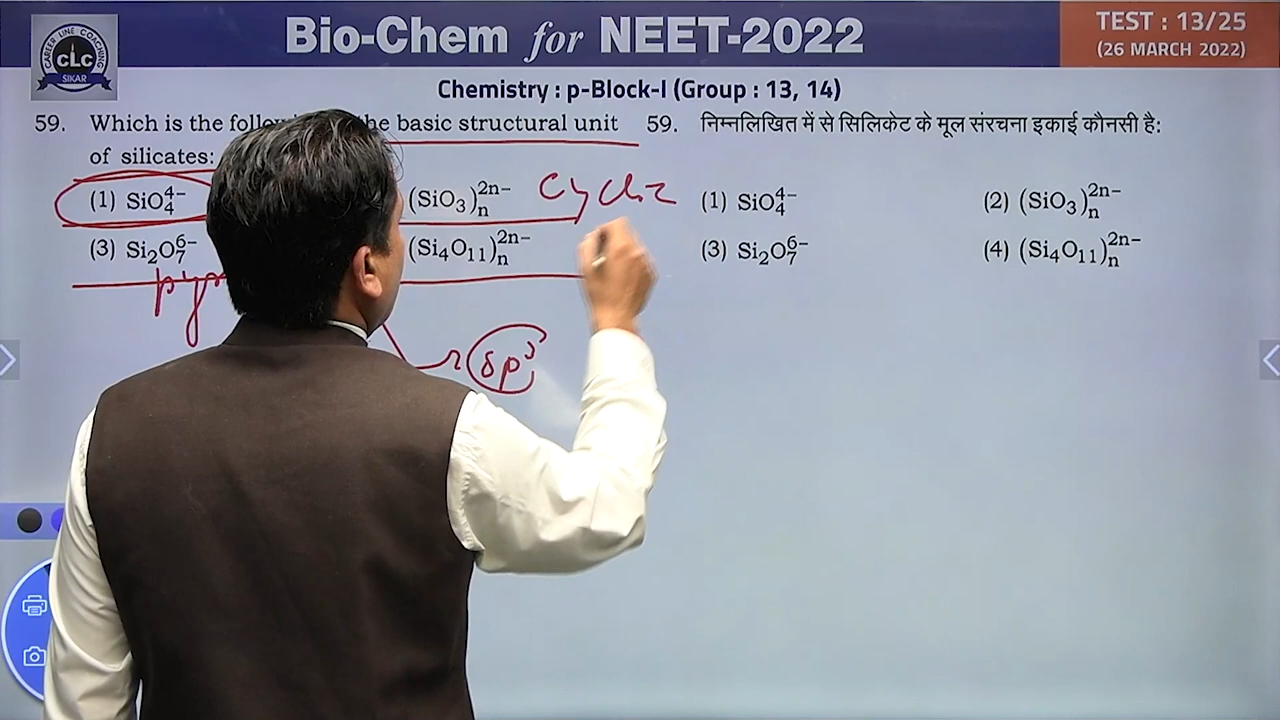 Bio-Chem for NEET-2022
TEST : 13/25
(26 MARCH 2022)
CAREER LINE COACHING
CLC
SIKAR
Chemistry : p-Block-I (Group : 13, 14)
59. Which is the the basic structural unit
of silicates:
(1) SiO₄⁴⁻
(SiO₃)ₙ²ⁿ⁻ Cyclic
(3) Si₂O₇⁶⁻
(Si₄O₁₁)ₙ²ⁿ⁻
sp³
59. निम्नलिखित में से सिलिकेट के मूल संरचना इकाई कौनसी है:
(1) SiO₄⁴⁻ (2) (SiO₃)ₙ²ⁿ⁻
(3) Si₂O₇⁶⁻ (4) (Si₄O₁₁)ₙ²ⁿ⁻